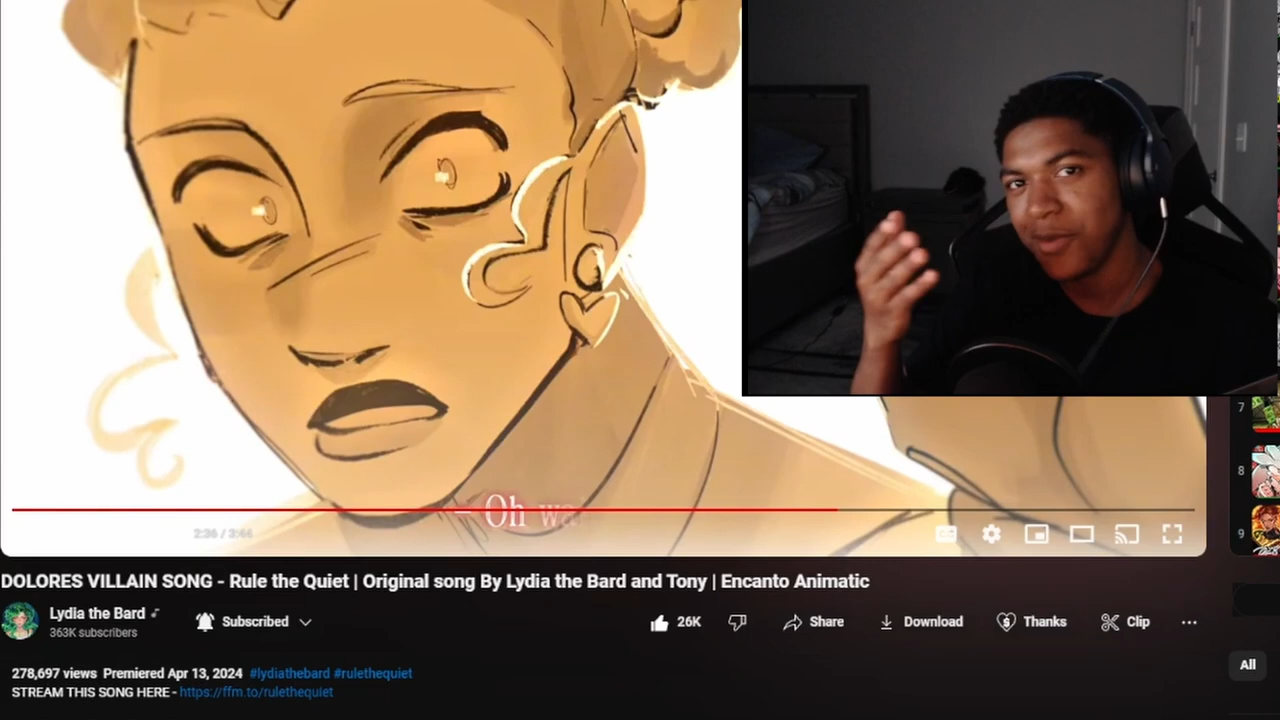 – Oh wa
2:36 / 3:44
7
8
9
DOLORES VILLAIN SONG - Rule the Quiet | Original song By Lydia the Bard and Tony | Encanto Animatic
Lydia the Bard
363K subscribers
Subscribed
26K
Share
Download
Thanks
Clip
278,697 views Premiered Apr 13, 2024 #lydiathebard #rulethequiet
STREAM THIS SONG HERE - https://ffm.to/rulethequiet
All